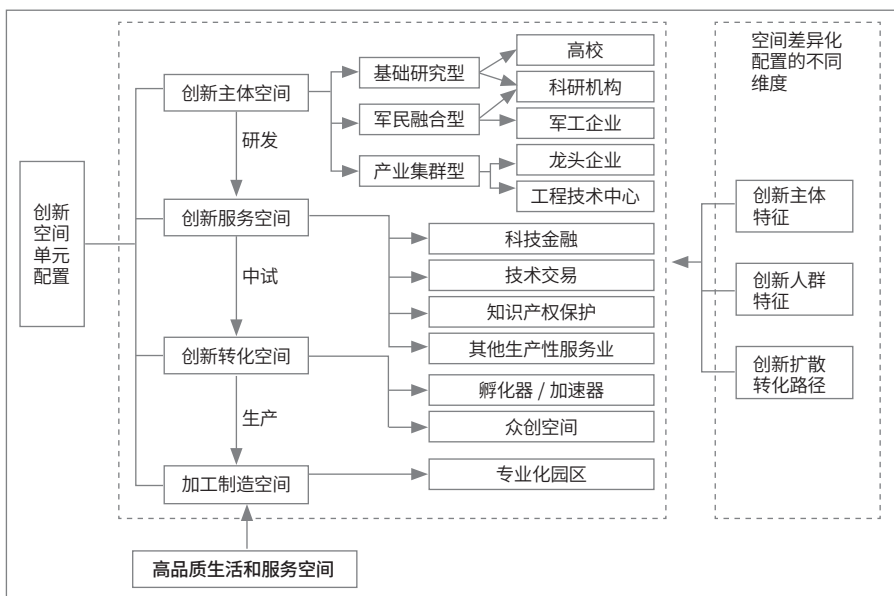 创新
空间
单元
配置
创新主体空间
研发
创新服务空间
中试
创新转化空间
生产
加工制造空间
高品质生活和服务空间
基础研究型
军民融合型
产业集群型
高校
科研机构
军工企业
龙头企业
工程技术中心
科技金融
技术交易
知识产权保护
其他生产性服务业
孵化器 / 加速器
众创空间
专业化园区
空间差异化
配置的不同
维度
创新主体
特征
创新人群
特征
创新扩散
转化路径